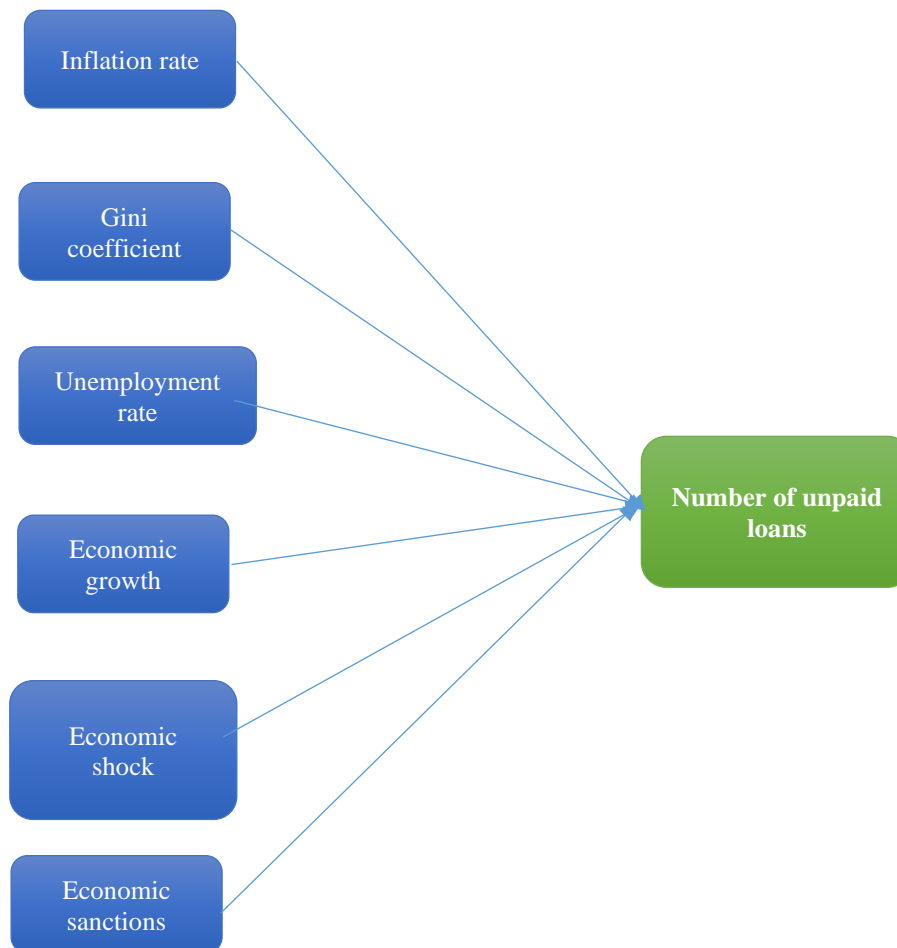 Inflation rate
Gini
coefficient
Unemployment
rate
Economic
growth
Economic
shock
Economic
sanctions
Number of unpaid
loans